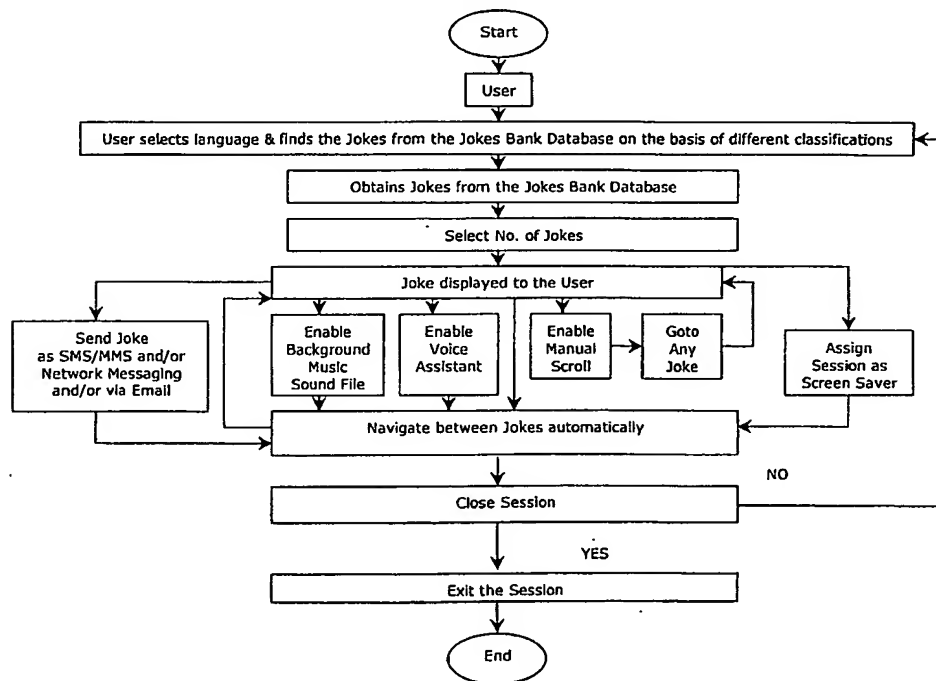 Start
User
User selects language & finds the Jokes from the Jokes Bank Database on the basis of different classifications
Obtains Jokes from the Jokes Bank Database
Select No. of Jokes
Joke displayed to the User
Send Joke
as SMS/MMS and/or
Network Messaging
and/or via Email
Enable
Background
Music
Sound File
Enable
Voice
Assistant
Enable
Manual
Scroll
Goto
Any
Joke
Assign
Session as
Screen Saver
Navigate between Jokes automatically
NO
Close Session
YES
Exit the Session
End